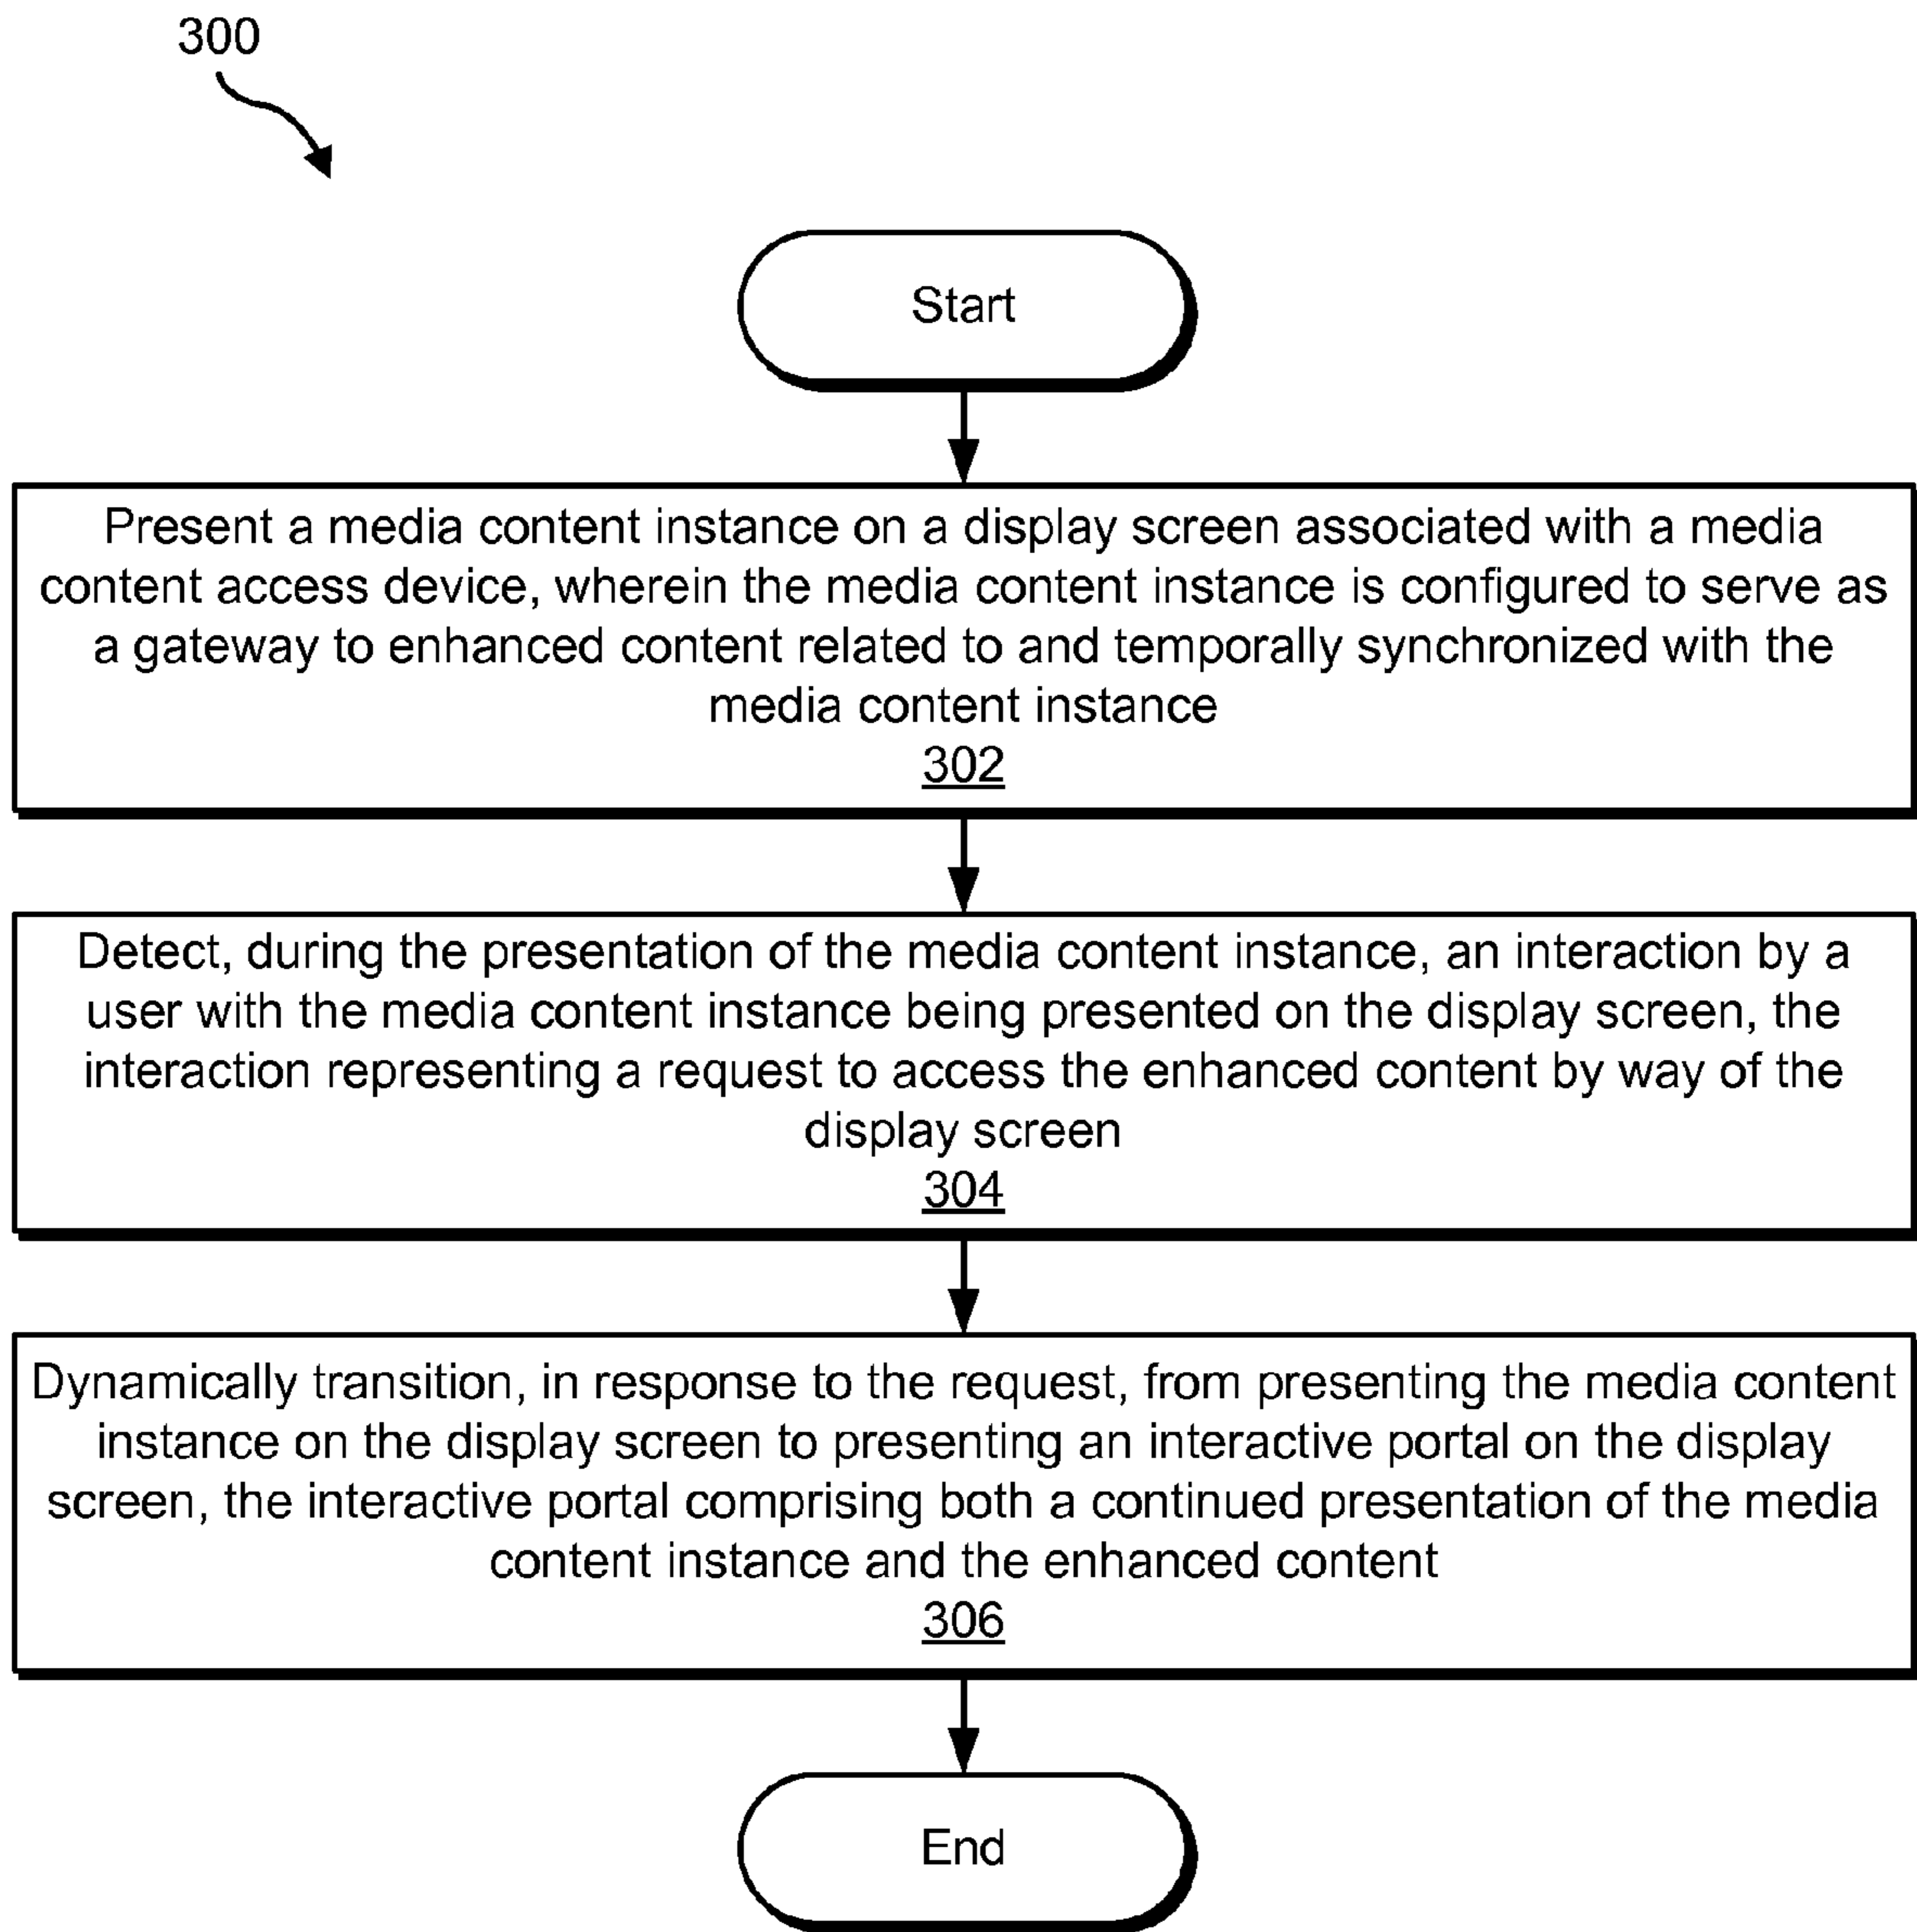 300
Start
Present a media content instance on a display screen associated with a media
content access device, wherein the media content instance is configured to serve as
a gateway to enhanced content related to and temporally synchronized with the
media content instance
302
Detect, during the presentation of the media content instance, an interaction by a
user with the media content instance being presented on the display screen, the
interaction representing a request to access the enhanced content by way of the
display screen
304
Dynamically transition, in response to the request, from presenting the media content
instance on the display screen to presenting an interactive portal on the display
screen, the interactive portal comprising both a continued presentation of the media
content instance and the enhanced content
306
End